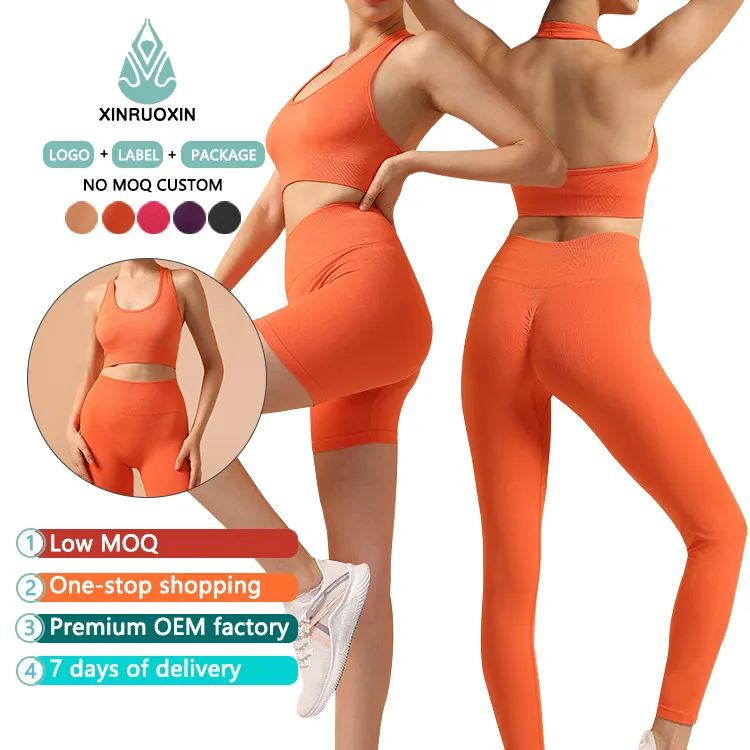 XINRUOXIN
LOGO + LABEL + PACKAGE
NO MOQ CUSTOM
1 Low MOQ
2 One-stop shopping
3 Premium OEM factory
4 7 days of delivery